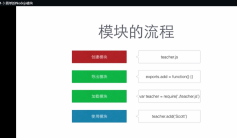 模块的流程
创建模块
teacher.js
导出模块
exports.add = function() {}
加载模块
var teacher = require('./teacher.js')
使用模块
teacher.add('Scott')